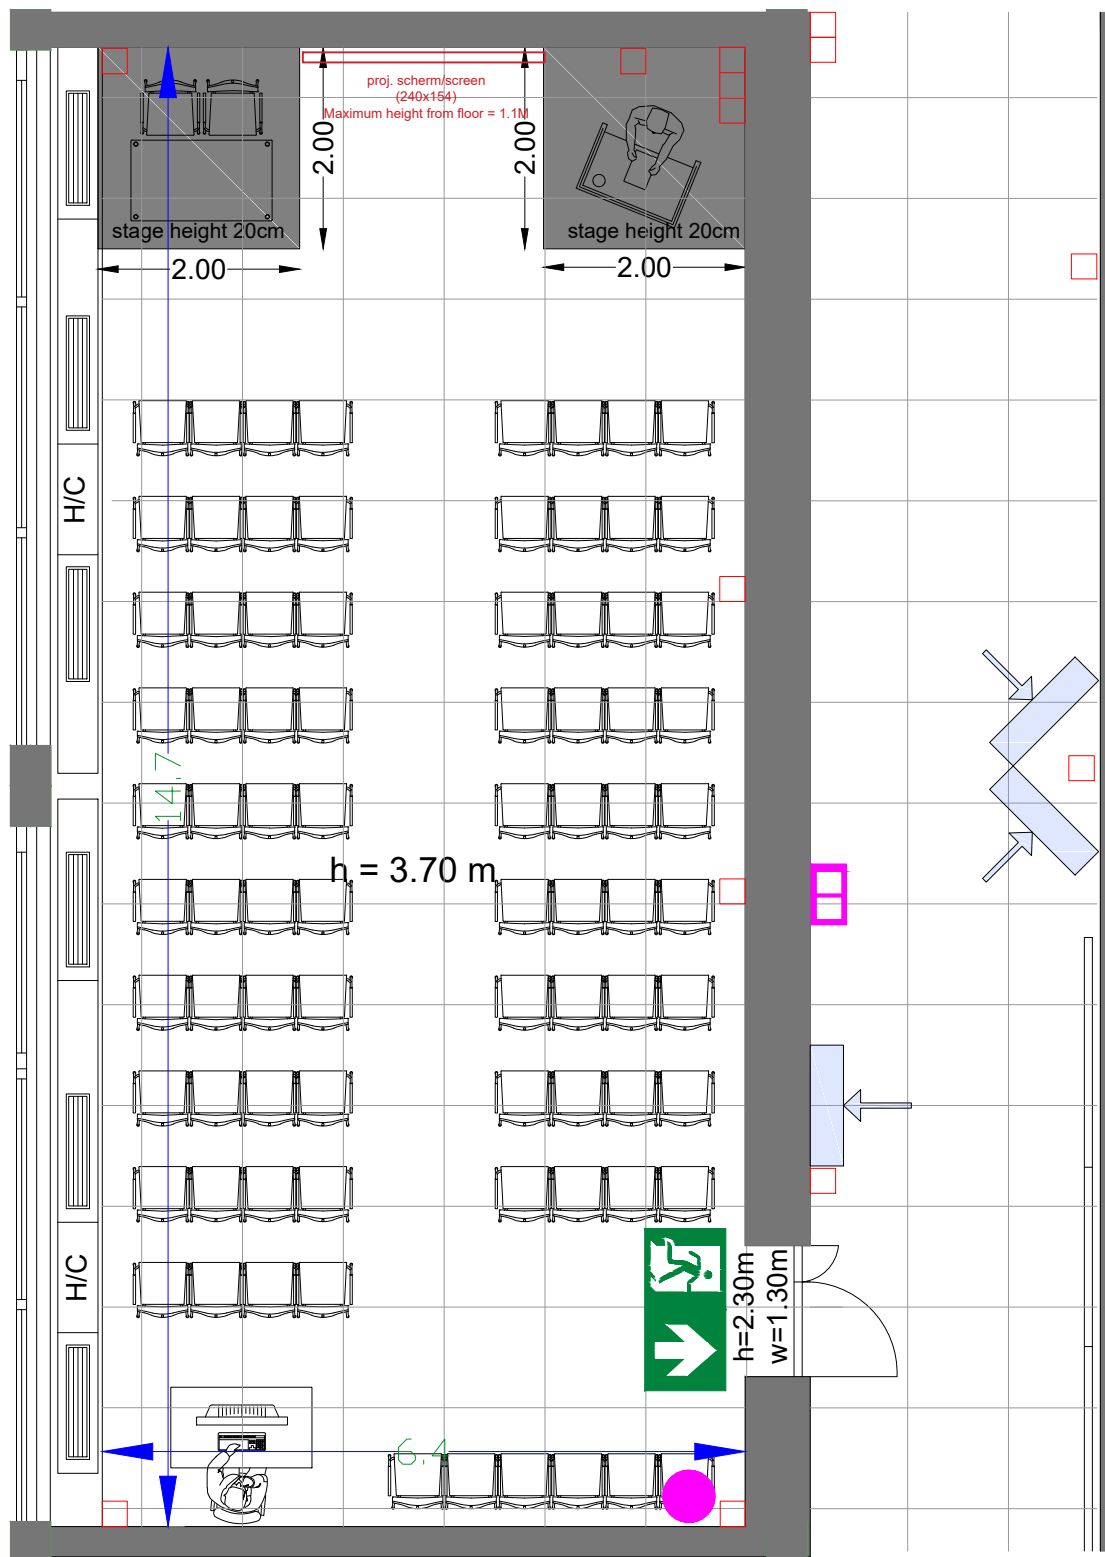 proj. scherm/screen
(240x154)
Maximum height from floor = 1.1M
2.00
2.00
stage height 20cm
stage height 20cm
2.00
2.00
H/C
14.7
h = 3.70 m
H/C
h=2.30m
w=1.30m
6.4